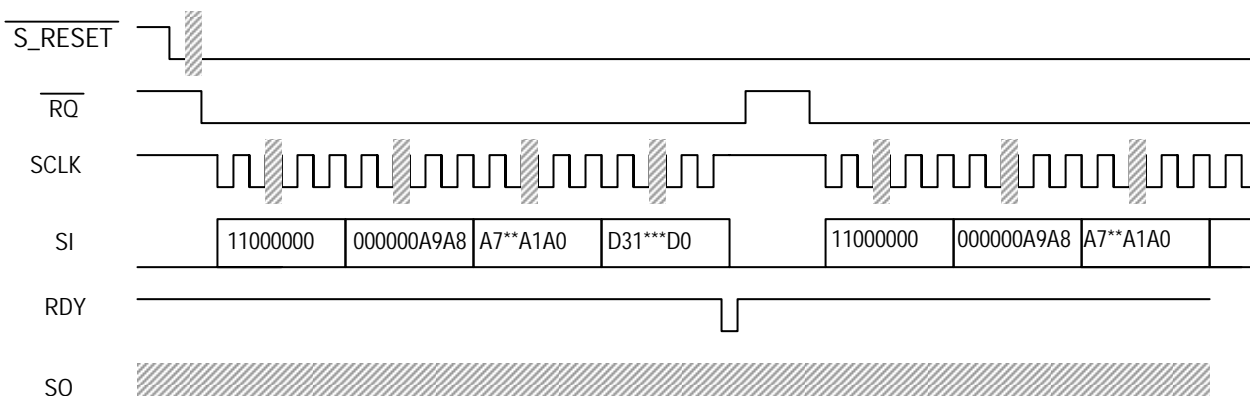 S_RESET
RQ
SCLK
SI 11000000 000000A9A8 A7**A1A0 D31***D0 11000000 000000A9A8 A7**A1A0
RDY
SO